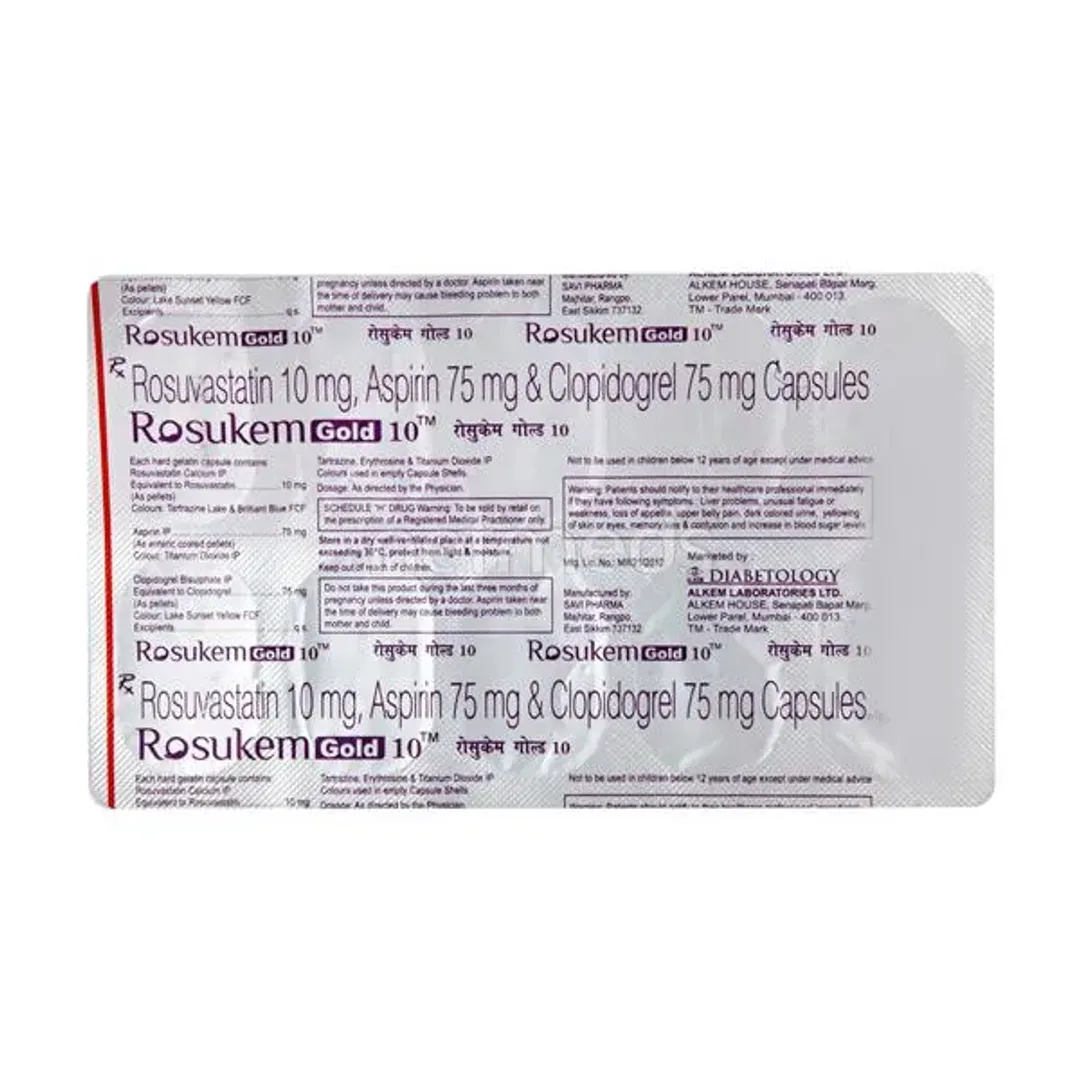 (As pellets)
Colour: Lake Sunset Yellow FCF
Excipients q.s.
pregnancy unless directed by a doctor. Aspirin taken near
the time of delivery may cause bleeding problem to both
mother and child.
SAVI PHARMA
Majhitar, Rangpo,
East Sikkim 737132
ALKEM LABORATORIES LTD.
ALKEM HOUSE, Senapati Bapat Marg,
Lower Parel, Mumbai - 400 013.
TM - Trade Mark
Rosukem Gold 10™ रोसुकेम गोल्ड 10 Rosukem Gold 10™ रोसुकेम गोल्ड 10
Rx
Rosuvastatin 10 mg, Aspirin 75 mg & Clopidogrel 75 mg Capsules
Rosukem Gold 10™ रोसुकेम गोल्ड 10
Each hard gelatin capsule contains
Rosuvastatin Calcium IP
Equivalent to Rosuvastatin 10 mg
(As pellets)
Colours: Tartrazine Lake & Brilliant Blue FCF
Aspirin IP 75 mg
(As enteric coated pellets)
Colour: Titanium Dioxide IP
Clopidogrel Bisulphate IP
Equivalent to Clopidogrel 75 mg
(As pellets)
Colour: Lake Sunset Yellow FCF
Excipients q.s.
Tartrazine, Erythrosine & Titanium Dioxide IP
Colours used in empty Capsule Shells.
Dosage: As directed by the Physician.
SCHEDULE 'H' DRUG Warning: To be sold by retail on
the prescription of a Registered Medical Practitioner only.
Store in a dry well-ventilated place at a temperature not
exceeding 30°C, protect from light & moisture.
Keep out of reach of children.
Do not take this product during the last three months of
pregnancy unless directed by a doctor. Aspirin taken near
the time of delivery may cause bleeding problem to both
mother and child.
Not to be used in children below 12 years of age except under medical advice
Warning: Patients should notify to their healthcare professional immediately
if they have following symptoms : Liver problems, unusual fatigue or
weakness, loss of appetite, upper belly pain, dark colored urine, yellowing
of skin or eyes, memory loss & confusion and increase in blood sugar levels
Mfg. Lic. No.:
Manufactured by:
SAVI PHARMA
Majhitar, Rangpo,
East Sikkim 737132
Marketed by :
DIABETOLOGY
ALKEM LABORATORIES LTD.
ALKEM HOUSE, Senapati Bapat Marg,
Lower Parel, Mumbai - 400 013.
TM - Trade Mark
Rosukem Gold 10™ रोसुकेम गोल्ड 10 Rosukem Gold 10™ रोसुकेम गोल्ड 10
Rx
Rosuvastatin 10 mg, Aspirin 75 mg & Clopidogrel 75 mg Capsules
Rosukem Gold 10™ रोसुकेम गोल्ड 10
Each hard gelatin capsule contains
Rosuvastatin Calcium IP
Equivalent to Rosuvastatin 10 mg
Tartrazine, Erythrosine & Titanium Dioxide IP
Colours used in empty Capsule Shells
Dosage: As directed by the Physician
Not to be used in children below 12 years of age except under medical advice